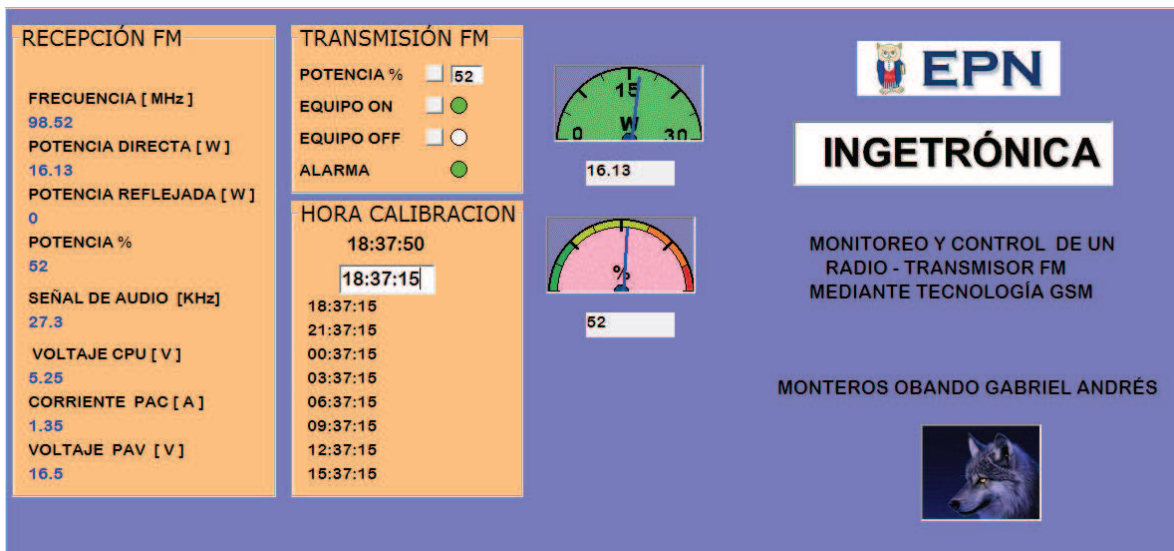 RECEPCIÓN FM
FRECUENCIA [ MHz ]
98.52
POTENCIA DIRECTA [ W ]
16.13
POTENCIA REFLEJADA [ W ]
0
POTENCIA %
52
SEÑAL DE AUDIO [KHz]
27.3
VOLTAJE CPU [ V ]
5.25
CORRIENTE PAC [ A ]
1.35
VOLTAJE PAV [ V ]
16.5
TRANSMISIÓN FM
POTENCIA % 52
EQUIPO ON
EQUIPO OFF
ALARMA
HORA CALIBRACION
18:37:50
18:37:15
18:37:15
21:37:15
00:37:15
03:37:15
06:37:15
09:37:15
12:37:15
15:37:15
15
0 W 30
16.13
%
52
EPN
INGETRÓNICA
MONITOREO Y CONTROL DE UN
RADIO - TRANSMISOR FM
MEDIANTE TECNOLOGÍA GSM
MONTEROS OBANDO GABRIEL ANDRÉS